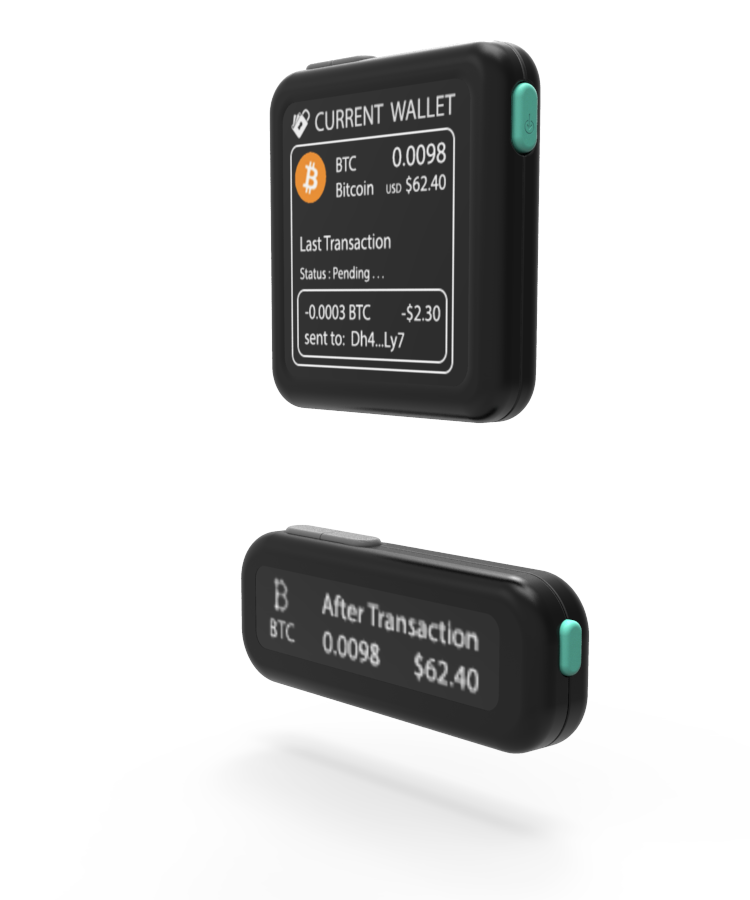 CURRENT WALLET
BTC 0.0098
Bitcoin USD $62.40
Last Transaction
Status : Pending . . .
-0.0003 BTC -$2.30
sent to: Dh4...Ly7
After Transaction
BTC 0.0098 $62.40